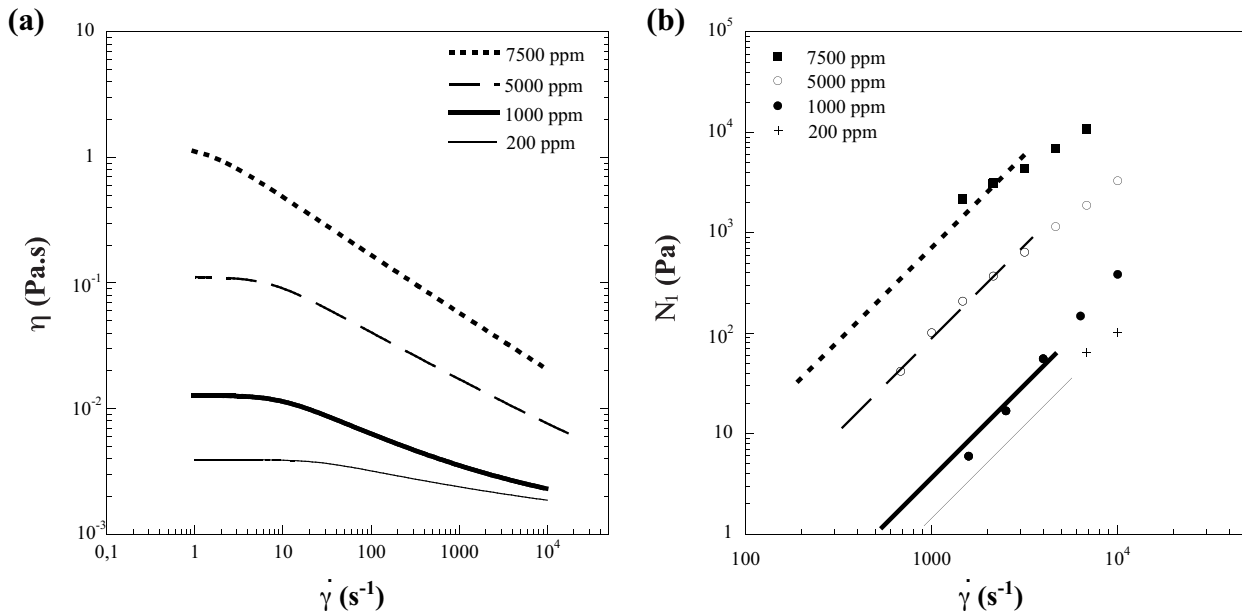 (a)
10
1
10⁻¹
10⁻²
10⁻³
η (Pa.s)
7500 ppm
5000 ppm
1000 ppm
200 ppm
0,1
1
10
100
1000
10⁴
γ̇ (s⁻¹)
(b)
10⁵
10⁴
10³
10²
10
1
N₁ (Pa)
7500 ppm
5000 ppm
1000 ppm
200 ppm
100
1000
10⁴
γ̇ (s⁻¹)